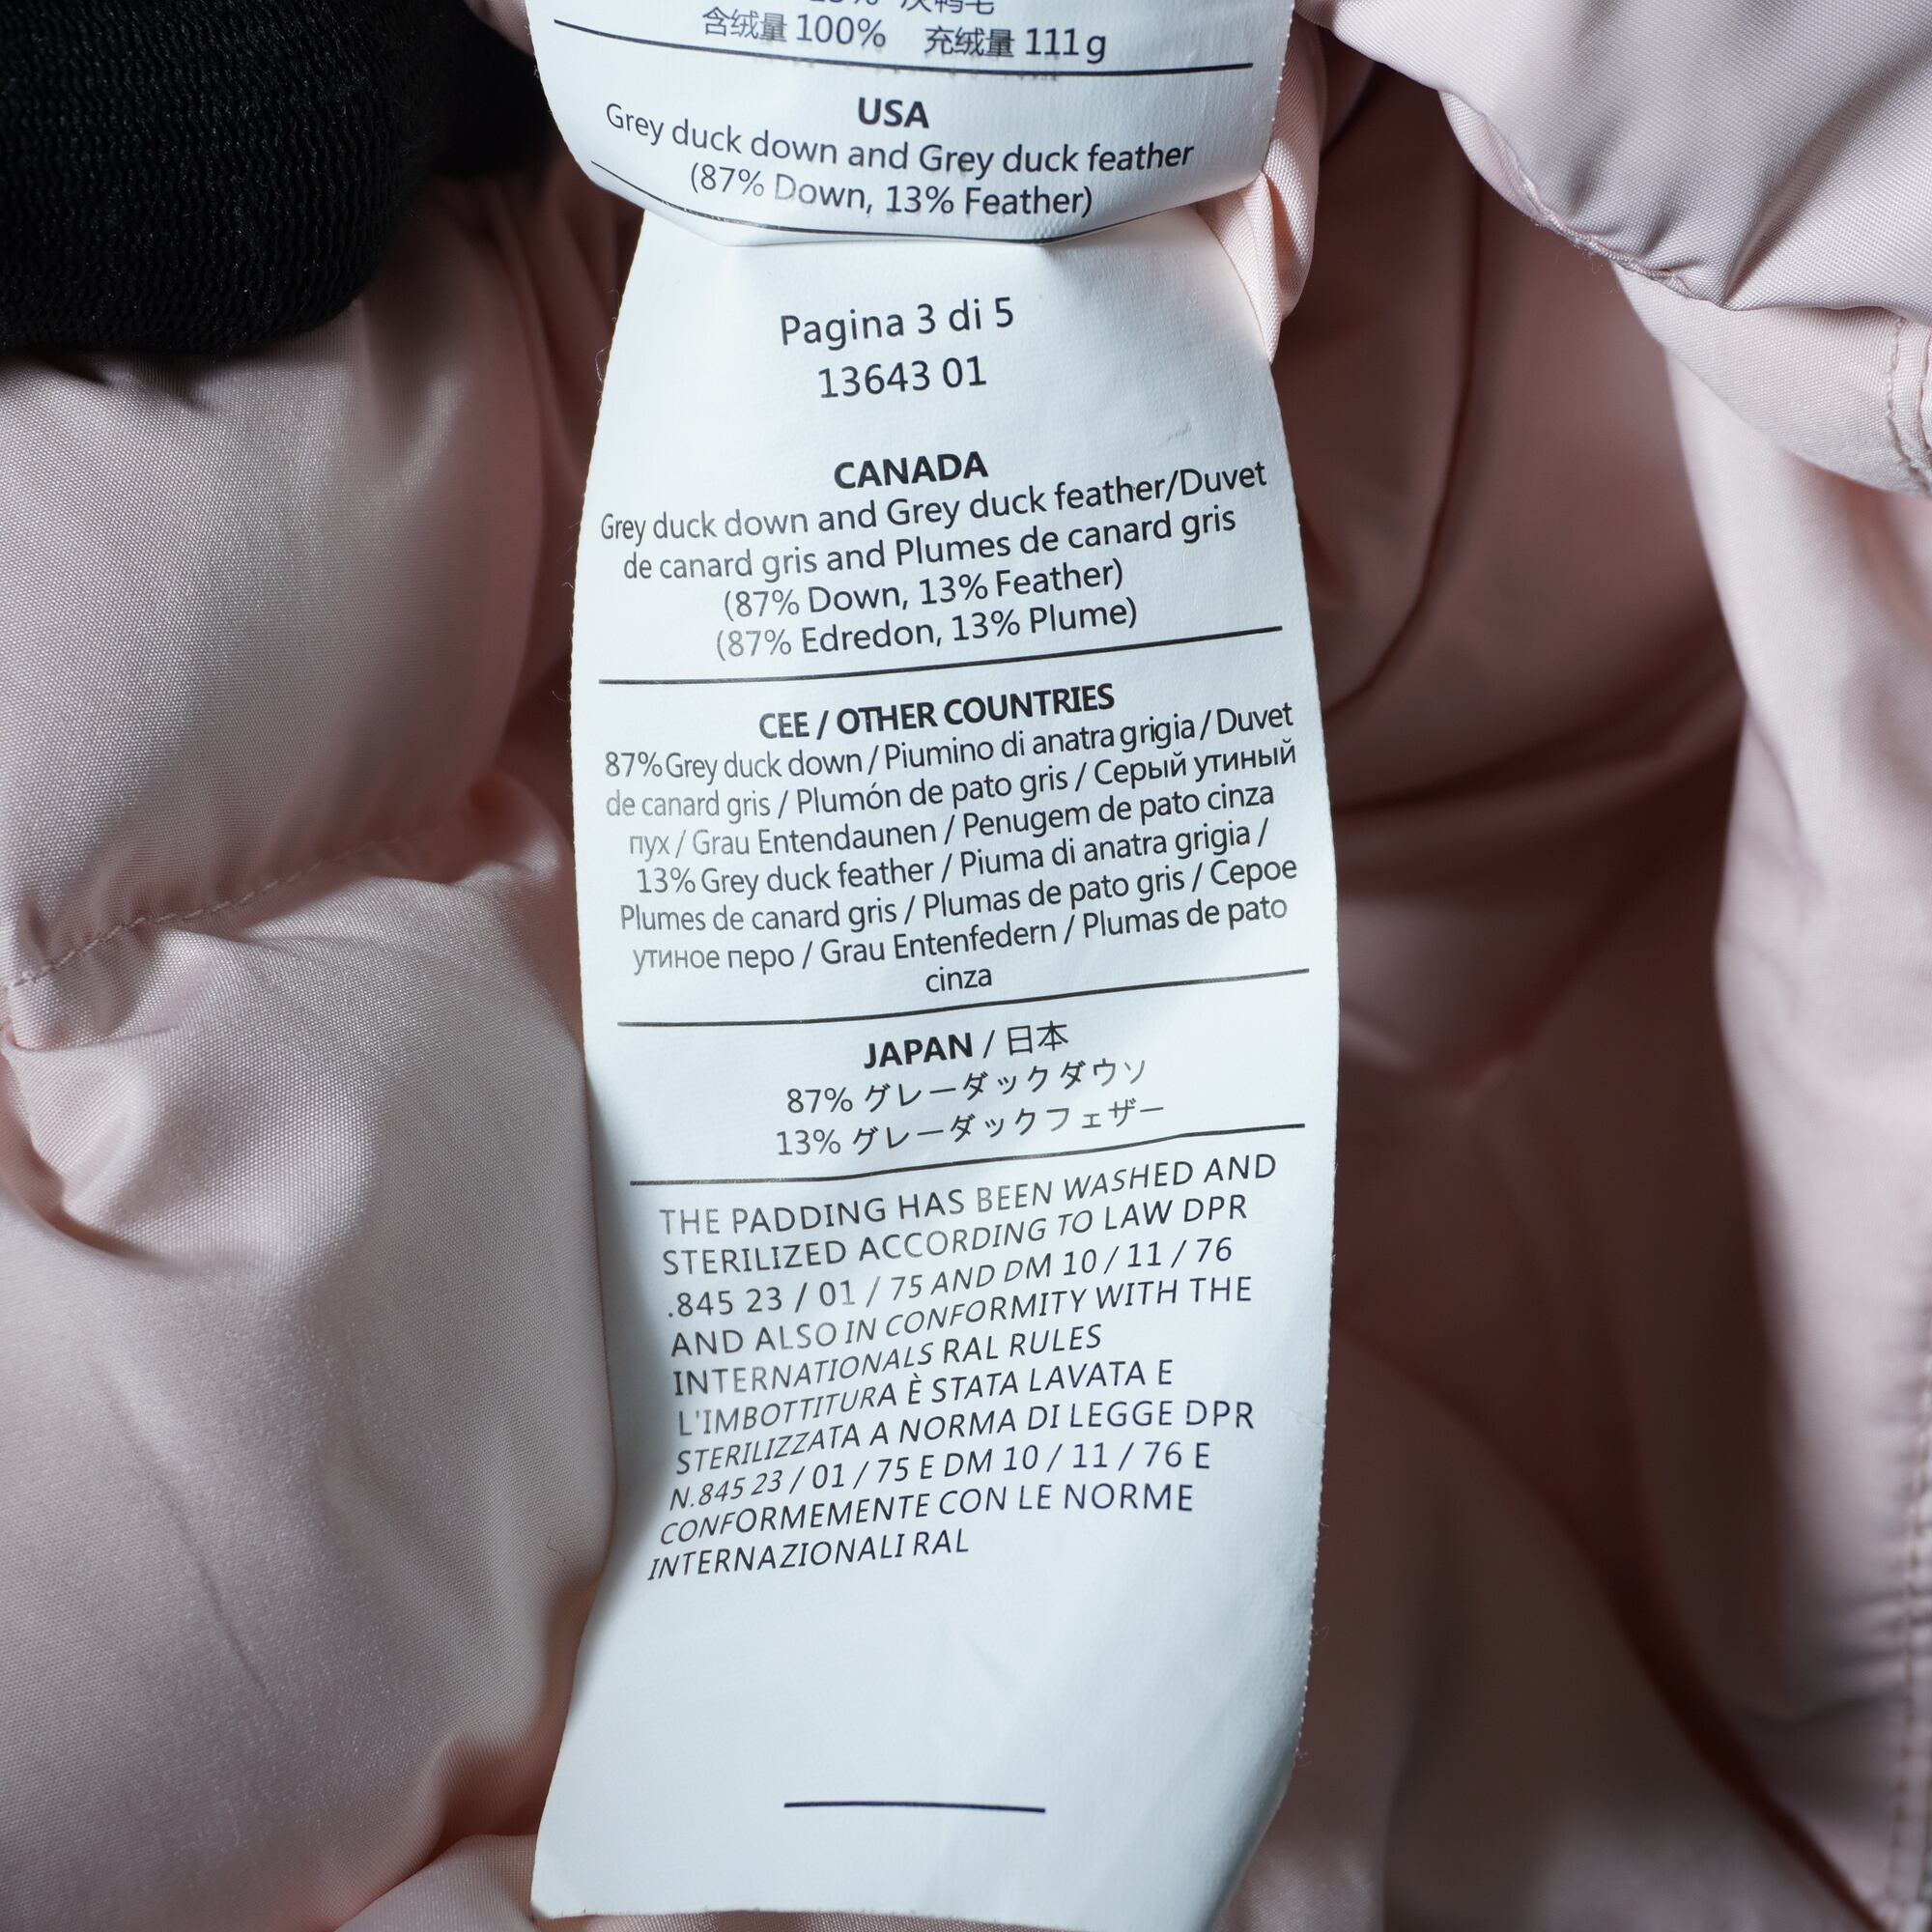 含绒量 100% 充绒量 111g
USA
Grey duck down and Grey duck feather
(87% Down, 13% Feather)
Pagina 3 di 5
13643 01
CANADA
Grey duck down and Grey duck feather/Duvet
de canard gris and Plumes de canard gris
(87% Down, 13% Feather)
(87% Edredon, 13% Plume)
CEE / OTHER COUNTRIES
87% Grey duck down / Piumino di anatra grigia / Duvet
de canard gris / Plumón de pato gris / Серый утиный
пух / Grau Entendaunen / Penugem de pato cinza
13% Grey duck feather / Piuma di anatra grigia /
Plumes de canard gris / Plumas de pato gris / Серое
утиное перо / Grau Entenfedern / Plumas de pato
cinza
JAPAN / 日本
87% グレーダックダウソ
13% グレーダックフェザー
THE PADDING HAS BEEN WASHED AND
STERILIZED ACCORDING TO LAW DPR
.845 23 / 01 / 75 AND DM 10 / 11 / 76
AND ALSO IN CONFORMITY WITH THE
INTERNATIONALS RAL RULES
L'IMBOTTITURA È STATA LAVATA E
STERILIZZATA A NORMA DI LEGGE DPR
N.845 23 / 01 / 75 E DM 10 / 11 / 76 E
CONFORMEMENTE CON LE NORME
INTERNAZIONALI RAL